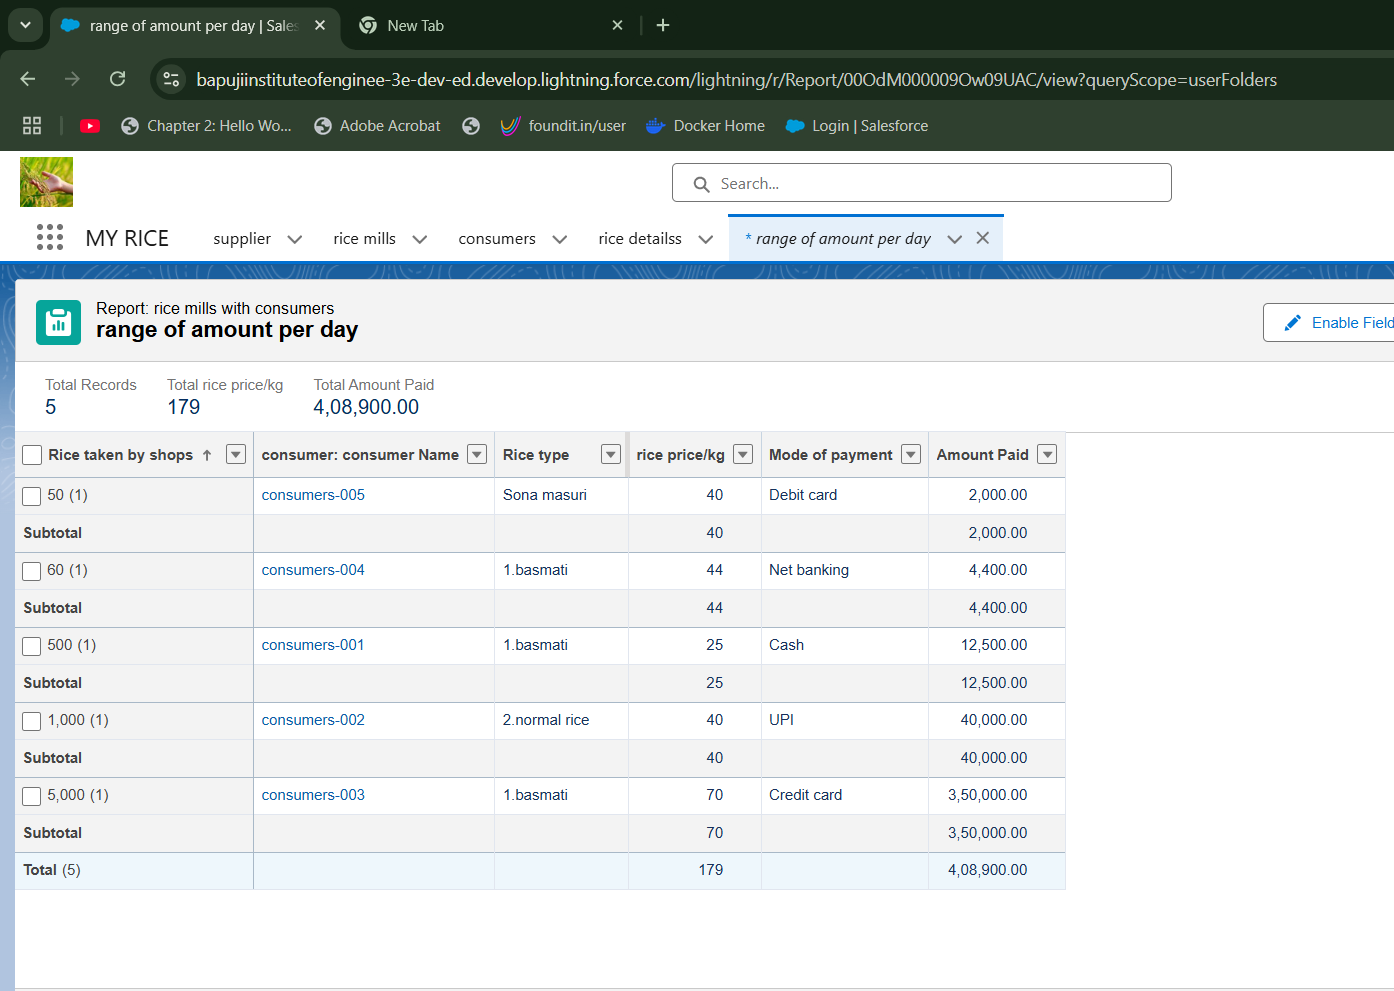 range of amount per day | Sales
New Tab
bapujiinstituteofenginee-3e-dev-ed.develop.lightning.force.com/lightning/r/Report/00OdM000009Ow09UAC/view?queryScope=userFolders
Chapter 2: Hello Wo...
Adobe Acrobat
foundit.in/user
Docker Home
Login | Salesforce
Search...
MY RICE
supplier
rice mills
consumers
rice detailss
* range of amount per day
Report: rice mills with consumers
range of amount per day
Enable Field
Total Records Total rice price/kg Total Amount Paid
5 179 4,08,900.00
Rice taken by shops ↑ consumer: consumer Name Rice type rice price/kg Mode of payment Amount Paid
50 (1) consumers-005 Sona masuri 40 Debit card 2,000.00
Subtotal 40 2,000.00
60 (1) consumers-004 1.basmati 44 Net banking 4,400.00
Subtotal 44 4,400.00
500 (1) consumers-001 1.basmati 25 Cash 12,500.00
Subtotal 25 12,500.00
1,000 (1) consumers-002 2.normal rice 40 UPI 40,000.00
Subtotal 40 40,000.00
5,000 (1) consumers-003 1.basmati 70 Credit card 3,50,000.00
Subtotal 70 3,50,000.00
Total (5) 179 4,08,900.00